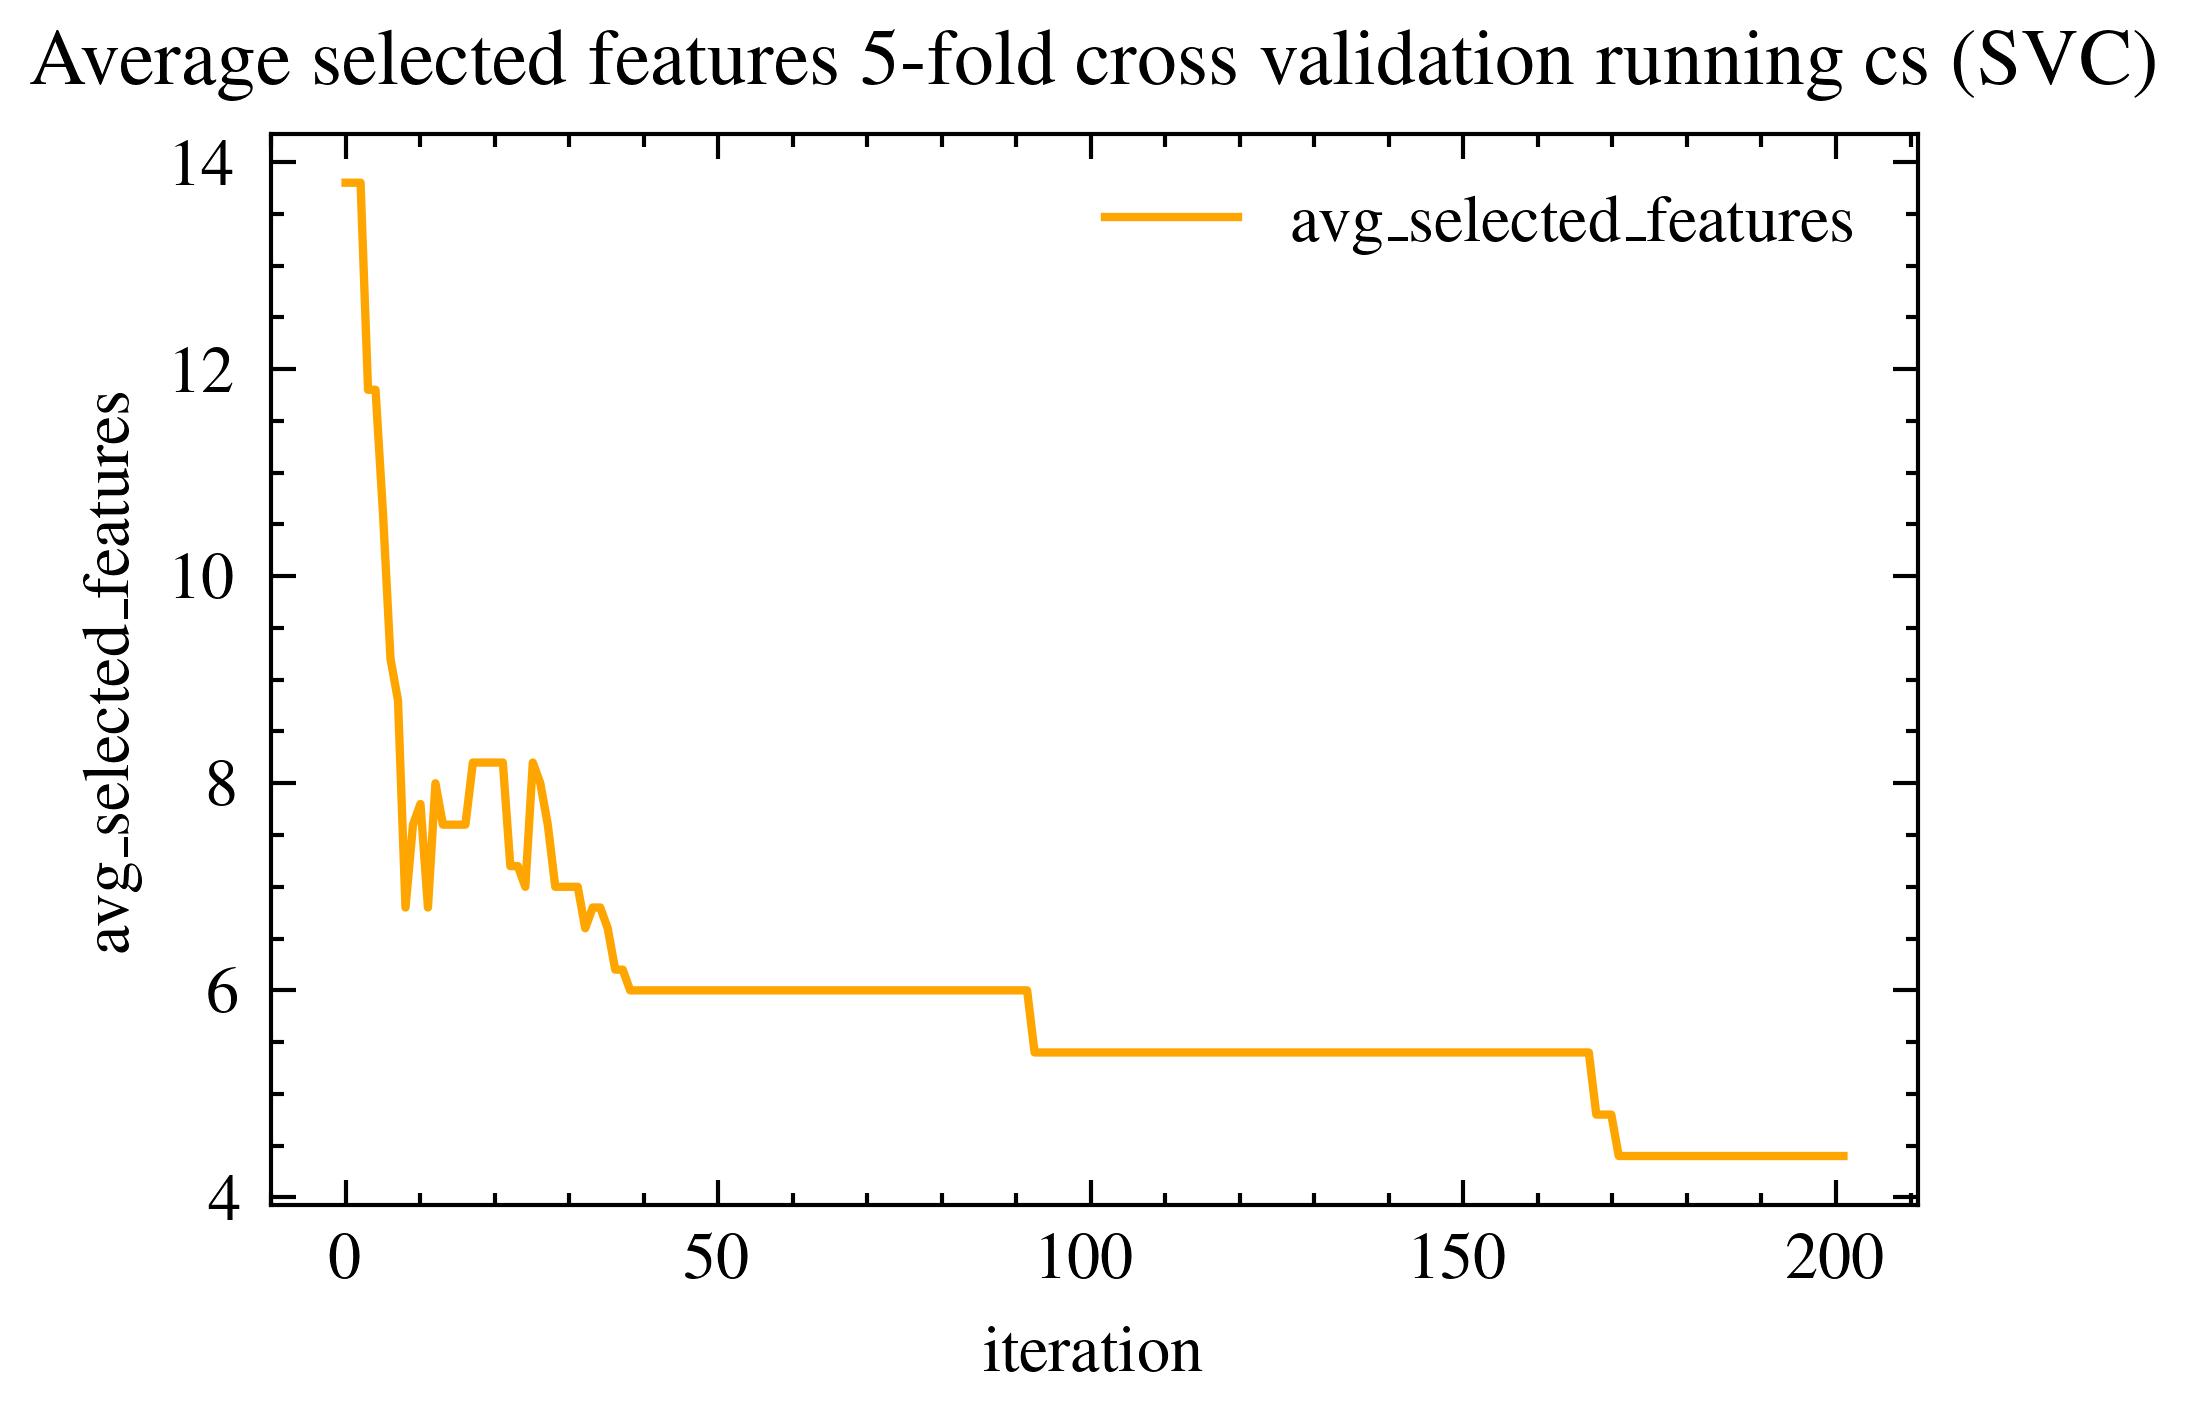 Average selected features 5-fold cross validation running cs (SVC)
avg_selected_features
avg_selected_features
14
12
10
8
6
4
0 50 100 150 200
iteration